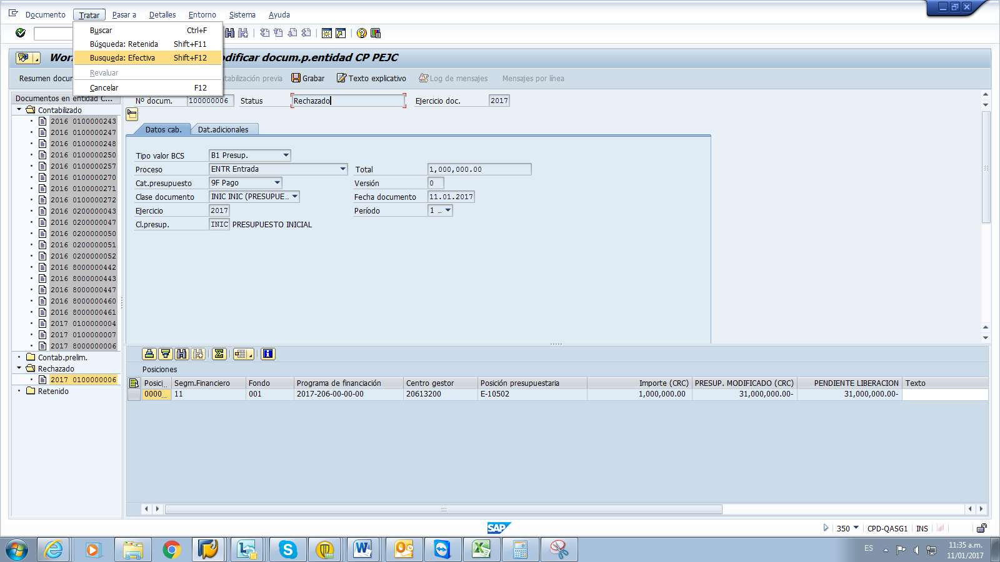 Documento Tratar Pasar a Detalles Entorno Sistema Ayuda
Buscar Ctrl+F
Búsqueda: Retenida Shift+F11
Busqueda: Efectiva Shift+F12
Revaluar
Cancelar F12
odificar docum.p.entidad CP PEJC
Resumen docum
tabilización previa Grabar Texto explicativo Log de mensajes Mensajes por línea
Documentos en entidad C...
Nº docum. 100000006 Status Rechazado Ejercicio doc. 2017
Contabilizado
2016 0100000243
2016 0100000247
2016 0100000248
2016 0100000250
2016 0100000257
2016 0100000270
2016 0100000271
2016 0100000272
2016 0200000043
2016 0200000047
2016 0200000050
2016 0200000051
2016 0200000052
2016 8000000442
2016 8000000443
2016 8000000447
2016 8000000460
2016 8000000461
2017 0100000004
2017 0100000007
2017 8000000006
Contab.prelim.
Rechazado
2017 0100000006
Retenido
Datos cab. Dat.adicionales
Tipo valor BCS B1 Presup.
Proceso ENTR Entrada Total 1,000,000.00
Cat.presupuesto 9F Pago Versión 0
Clase documento INIC INIC (PRESUPUE... Fecha documento 11.01.2017
Ejercicio 2017 Período 1 ...
Cl.presup. INIC PRESUPUESTO INICIAL
Posiciones
Posici... Segm.Financiero Fondo Programa de financiación Centro gestor Posición presupuestaria Importe (CRC) PRESUP. MODIFICADO (CRC) PENDIENTE LIBERACION Texto
0000... 11 001 2017-206-00-00-00 20613200 E-10502 1,000,000.00 31,000,000.00- 31,000,000.00-
SAP
350 CPD-QASG1 INS
ES 11:35 a.m.
11/01/2017